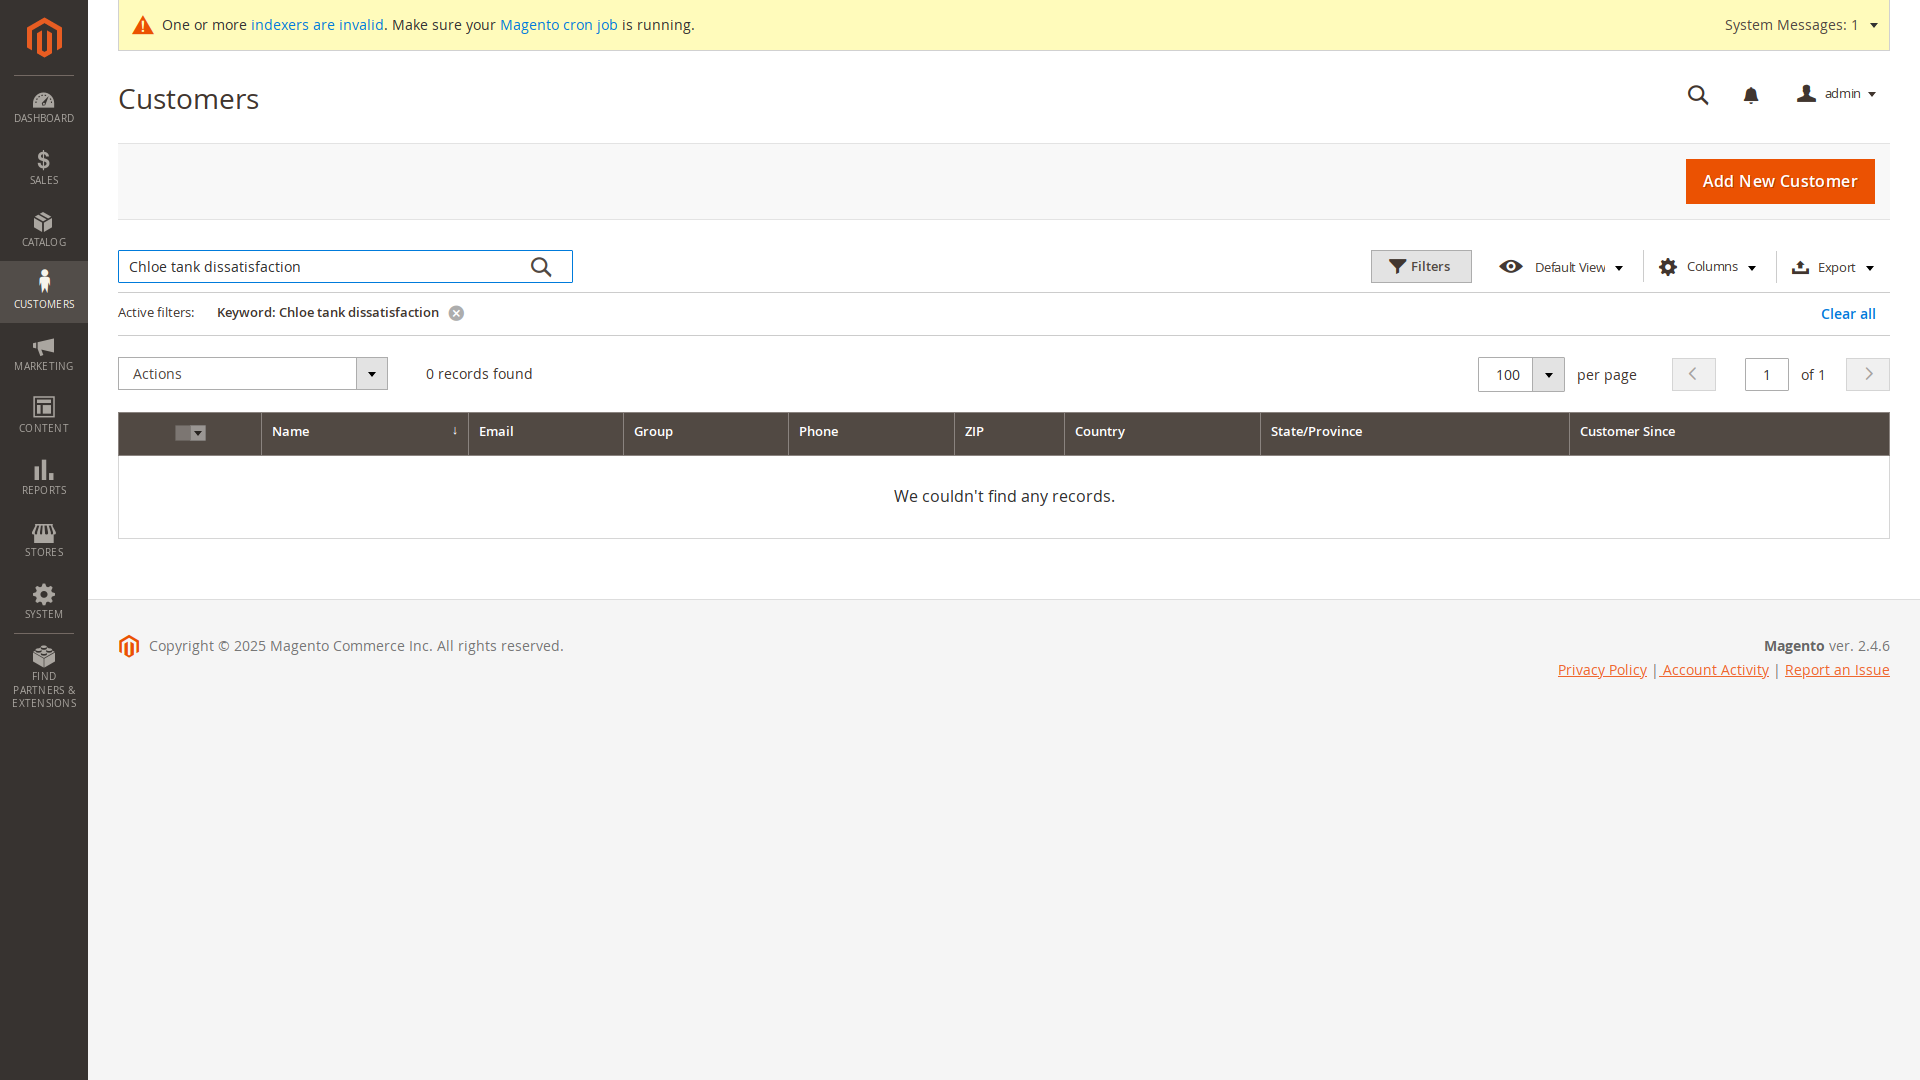 One or more indexers are invalid. Make sure your Magento cron job is running.
System Messages: 1
Customers
admin
Add New Customer
Chloe tank dissatisfaction
Filters
Default View
Columns
Export
Active filters:
Keyword: Chloe tank dissatisfaction
Clear all
Actions
0 records found
100
per page
1
of 1
Name
↓
Email
Group
Phone
ZIP
Country
State/Province
Customer Since
We couldn't find any records.
DASHBOARD
SALES
CATALOG
CUSTOMERS
MARKETING
CONTENT
REPORTS
STORES
SYSTEM
FIND
PARTNERS &
EXTENSIONS
Copyright © 2025 Magento Commerce Inc. All rights reserved.
Magento ver. 2.4.6
Privacy Policy | Account Activity | Report an Issue